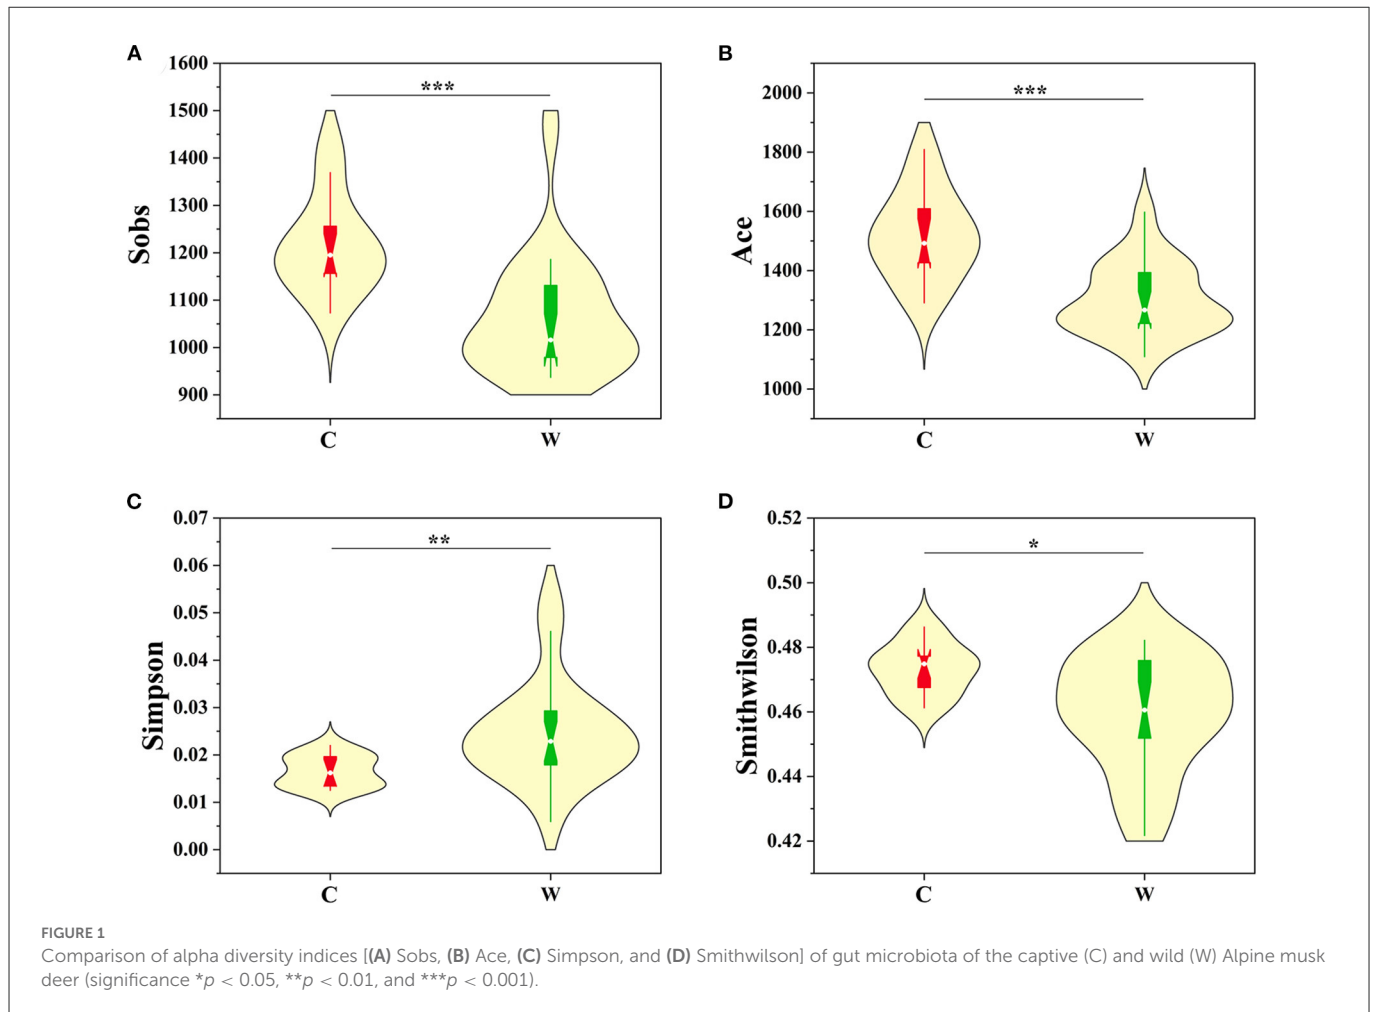 A
1600
1500
1400
1300
1200
1100
1000
900
Sobs
***
C
W
B
2000
1800
1600
1400
1200
1000
Ace
***
C
W
C
0.07
0.06
0.05
0.04
0.03
0.02
0.01
0.00
Simpson
**
C
W
D
0.52
0.50
0.48
0.46
0.44
0.42
Smithwilson
*
C
W
FIGURE 1
Comparison of alpha diversity indices [(A) Sobs, (B) Ace, (C) Simpson, and (D) Smithwilson] of gut microbiota of the captive (C) and wild (W) Alpine musk
deer (significance *p < 0.05, **p < 0.01, and ***p < 0.001).